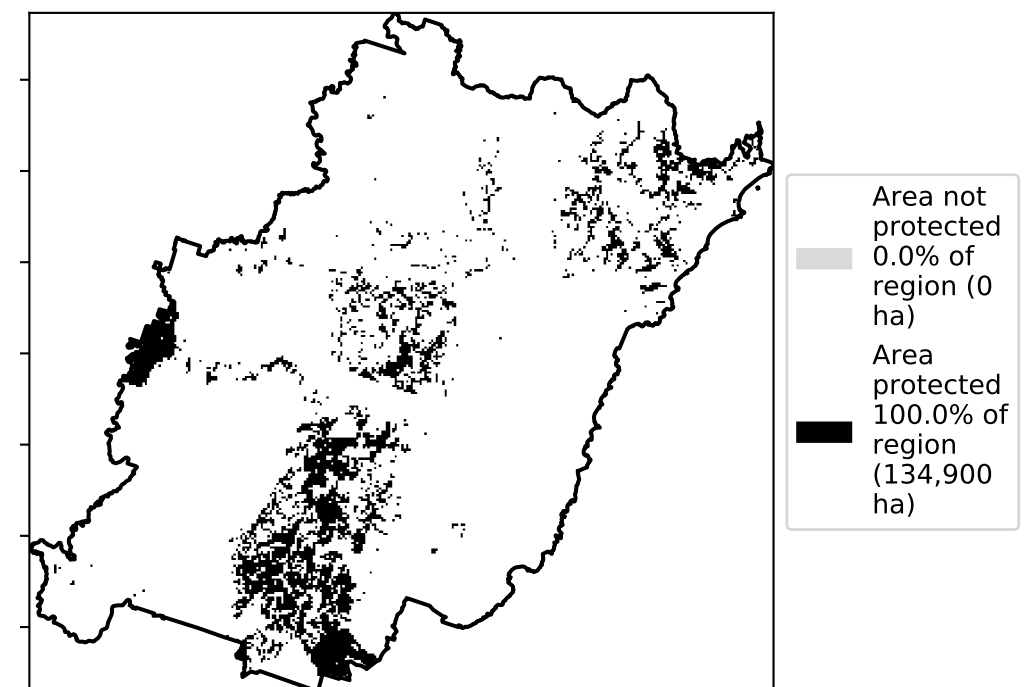 Area not
protected
0.0% of
region (0
ha)
Area
protected
100.0% of
region
(134,900
ha)